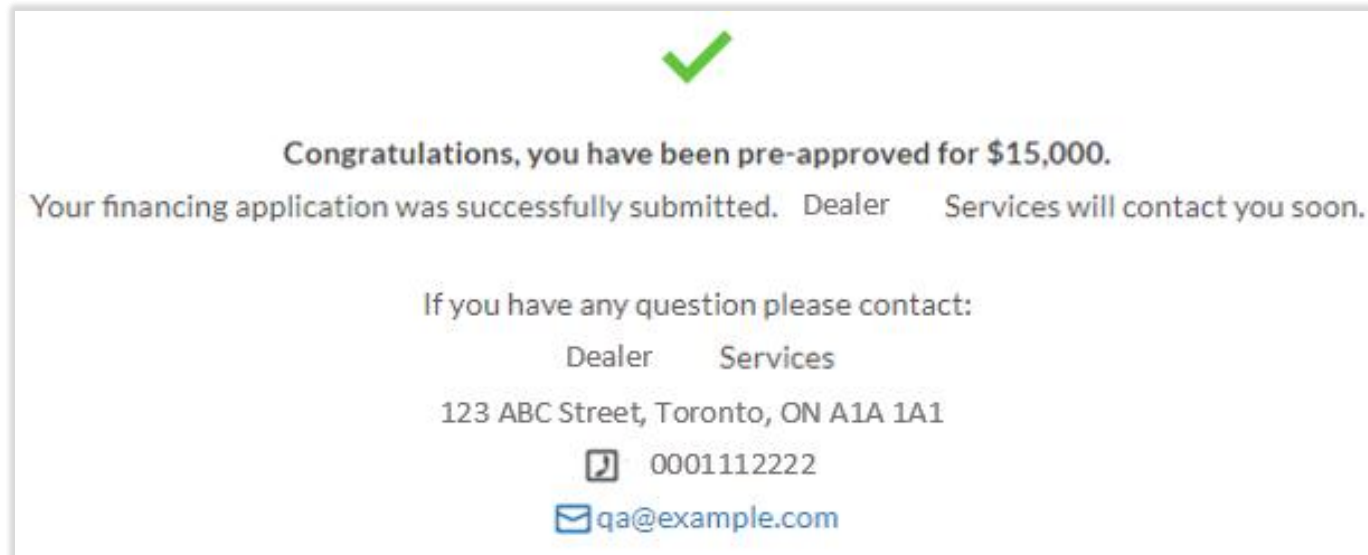 Congratulations, you have been pre-approved for $15,000.
Your financing application was successfully submitted. Dealer Services will contact you soon.
If you have any question please contact:
Dealer Services
123 ABC Street, Toronto, ON A1A 1A1
0001112222
qa@example.com